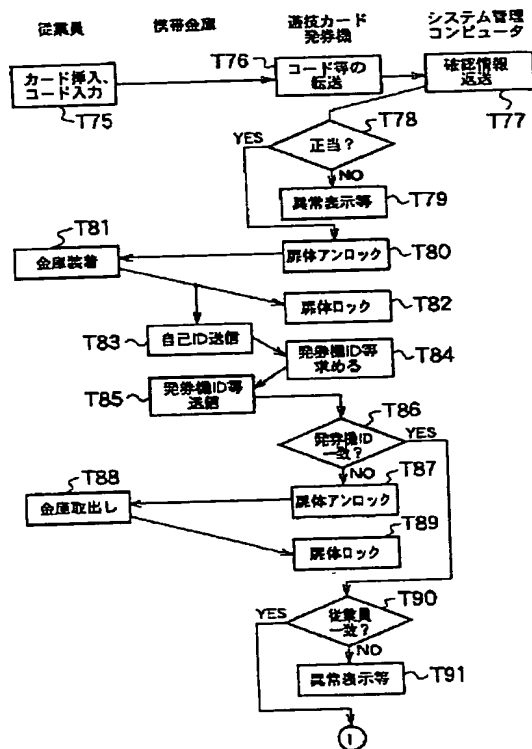 従業員
携帯金庫
遊技カード
発券機
システム管理
コンピュータ
カード挿入、
コード入力
T75
T76
コード等の
転送
確認情報
返送
T77
T78
YES
正当?
NO
異常表示等
T79
扉体アンロック
T80
T81
金庫装着
扉体ロック
T82
T83
自己ID送信
発券機ID等
求める
T84
T85
発券機ID等
送信
T86
発券機ID
一致?
YES
NO
T87
扉体アンロック
T88
金庫取出し
T89
扉体ロック
T90
YES
従業員
一致?
NO
異常表示等
T91
1